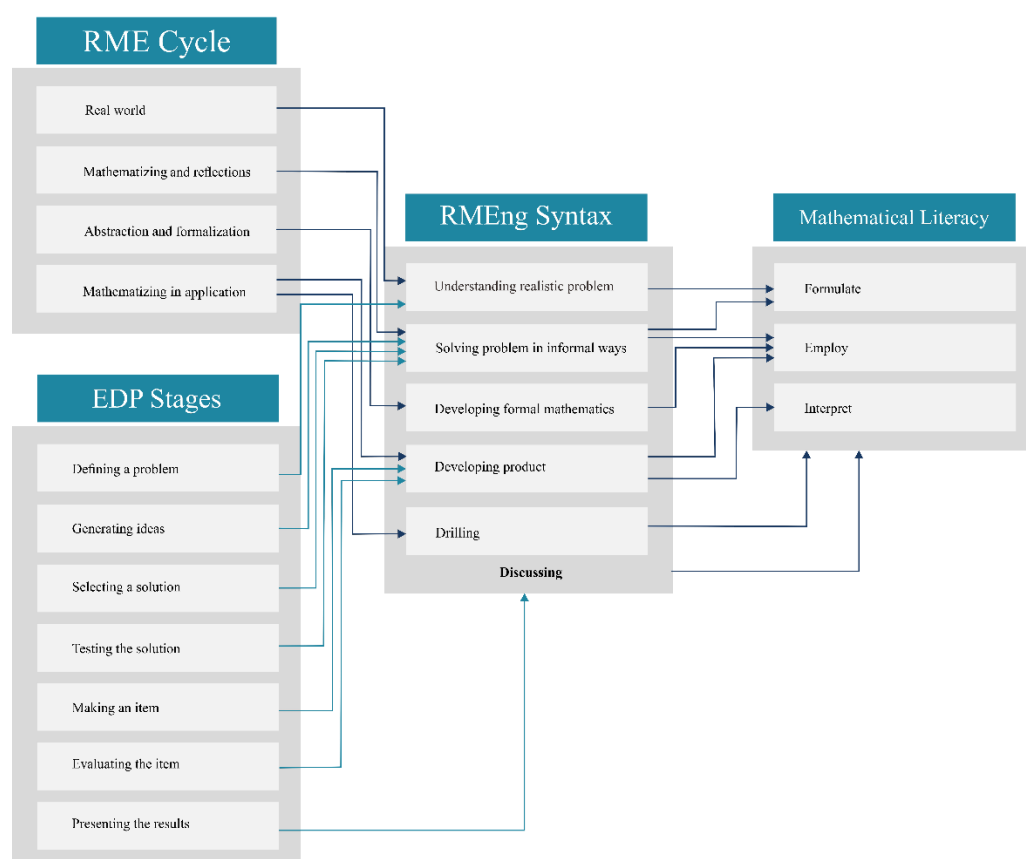 RME Cycle
Real world
Mathematizing and reflections
Abstraction and formalization
Mathematizing in application
EDP Stages
Defining a problem
Generating ideas
Selecting a solution
Testing the solution
Making an item
Evaluating the item
Presenting the results
RMEng Syntax
Understanding realistic problem
Solving problem in informal ways
Developing formal mathematics
Developing product
Drilling
Discussing
Mathematical Literacy
Formulate
Employ
Interpret